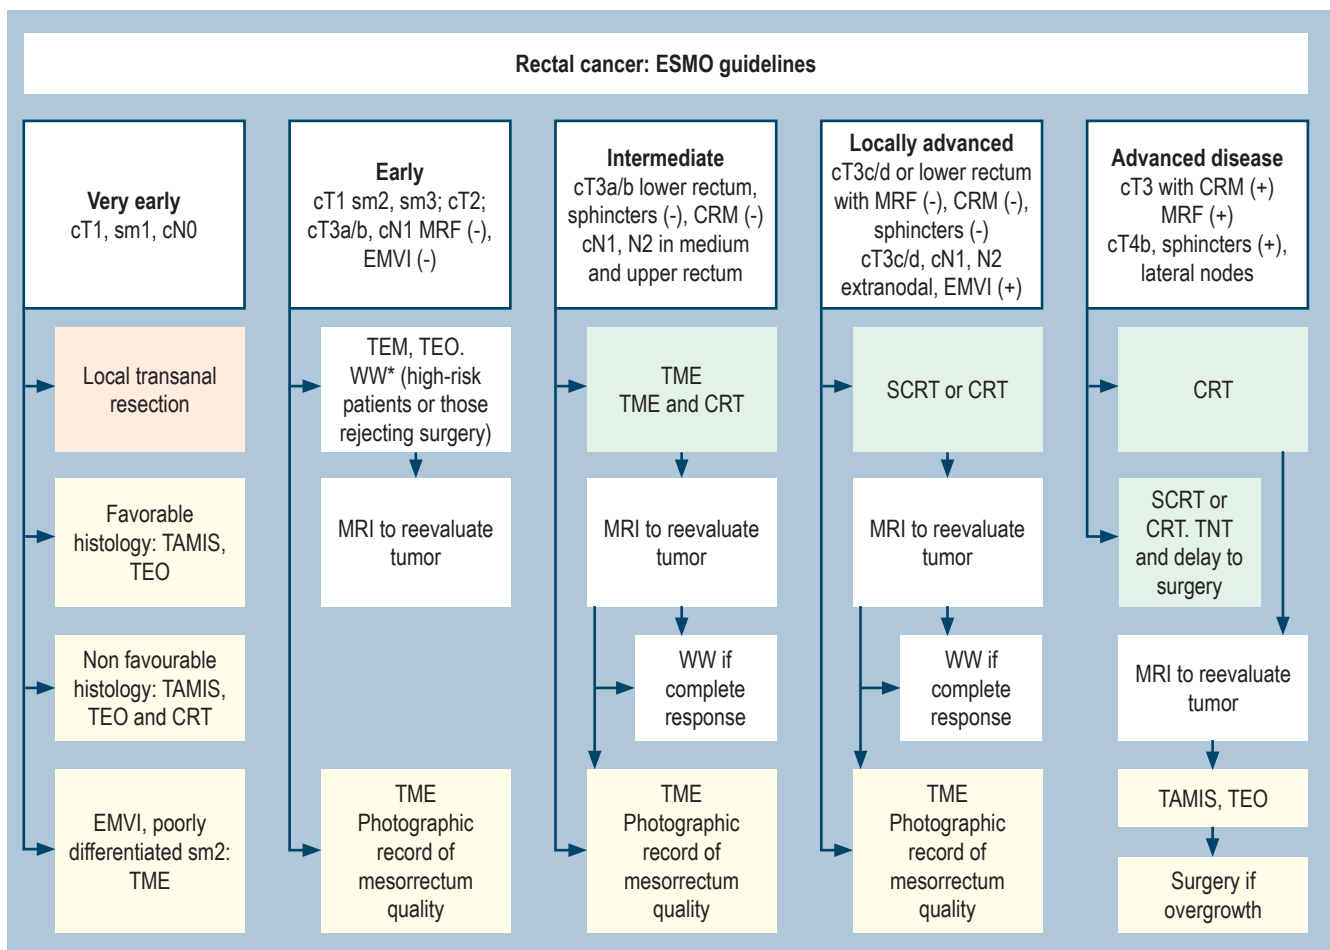 Rectal cancer: ESMO guidelines
Very early
cT1, sm1, cN0
Local transanal
resection
Favorable
histology: TAMIS,
TEO
Non favourable
histology: TAMIS,
TEO and CRT
EMVI, poorly
differentiated sm2:
TME
Early
cT1 sm2, sm3; cT2;
cT3a/b, cN1 MRF (-),
EMVI (-)
TEM, TEO.
WW* (high-risk
patients or those
rejecting surgery)
MRI to reevaluate
tumor
TME
Photographic
record of
mesorrectum
quality
Intermediate
cT3a/b lower rectum,
sphincters (-), CRM (-)
cN1, N2 in medium
and upper rectum
TME
TME and CRT
MRI to reevaluate
tumor
WW if
complete
response
TME
Photographic
record of
mesorrectum
quality
Locally advanced
cT3c/d or lower rectum
with MRF (-), CRM (-),
sphincters (-)
cT3c/d, cN1, N2
extranodal, EMVI (+)
SCRT or CRT
MRI to reevaluate
tumor
WW if
complete
response
TME
Photographic
record of
mesorrectum
quality
Advanced disease
cT3 with CRM (+)
MRF (+)
cT4b, sphincters (+),
lateral nodes
CRT
SCRT or
CRT. TNT
and delay to
surgery
MRI to reevaluate
tumor
TAMIS, TEO
Surgery if
overgrowth